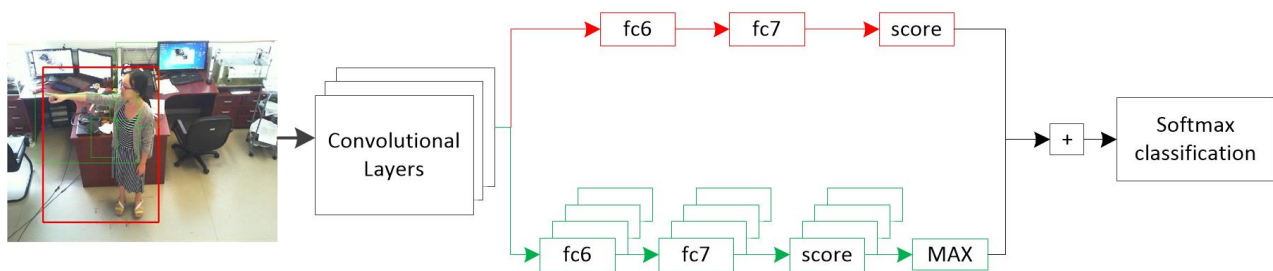 fc6
fc7
score
Convolutional
Layers
+
Softmax
classification
fc6
fc7
score
MAX